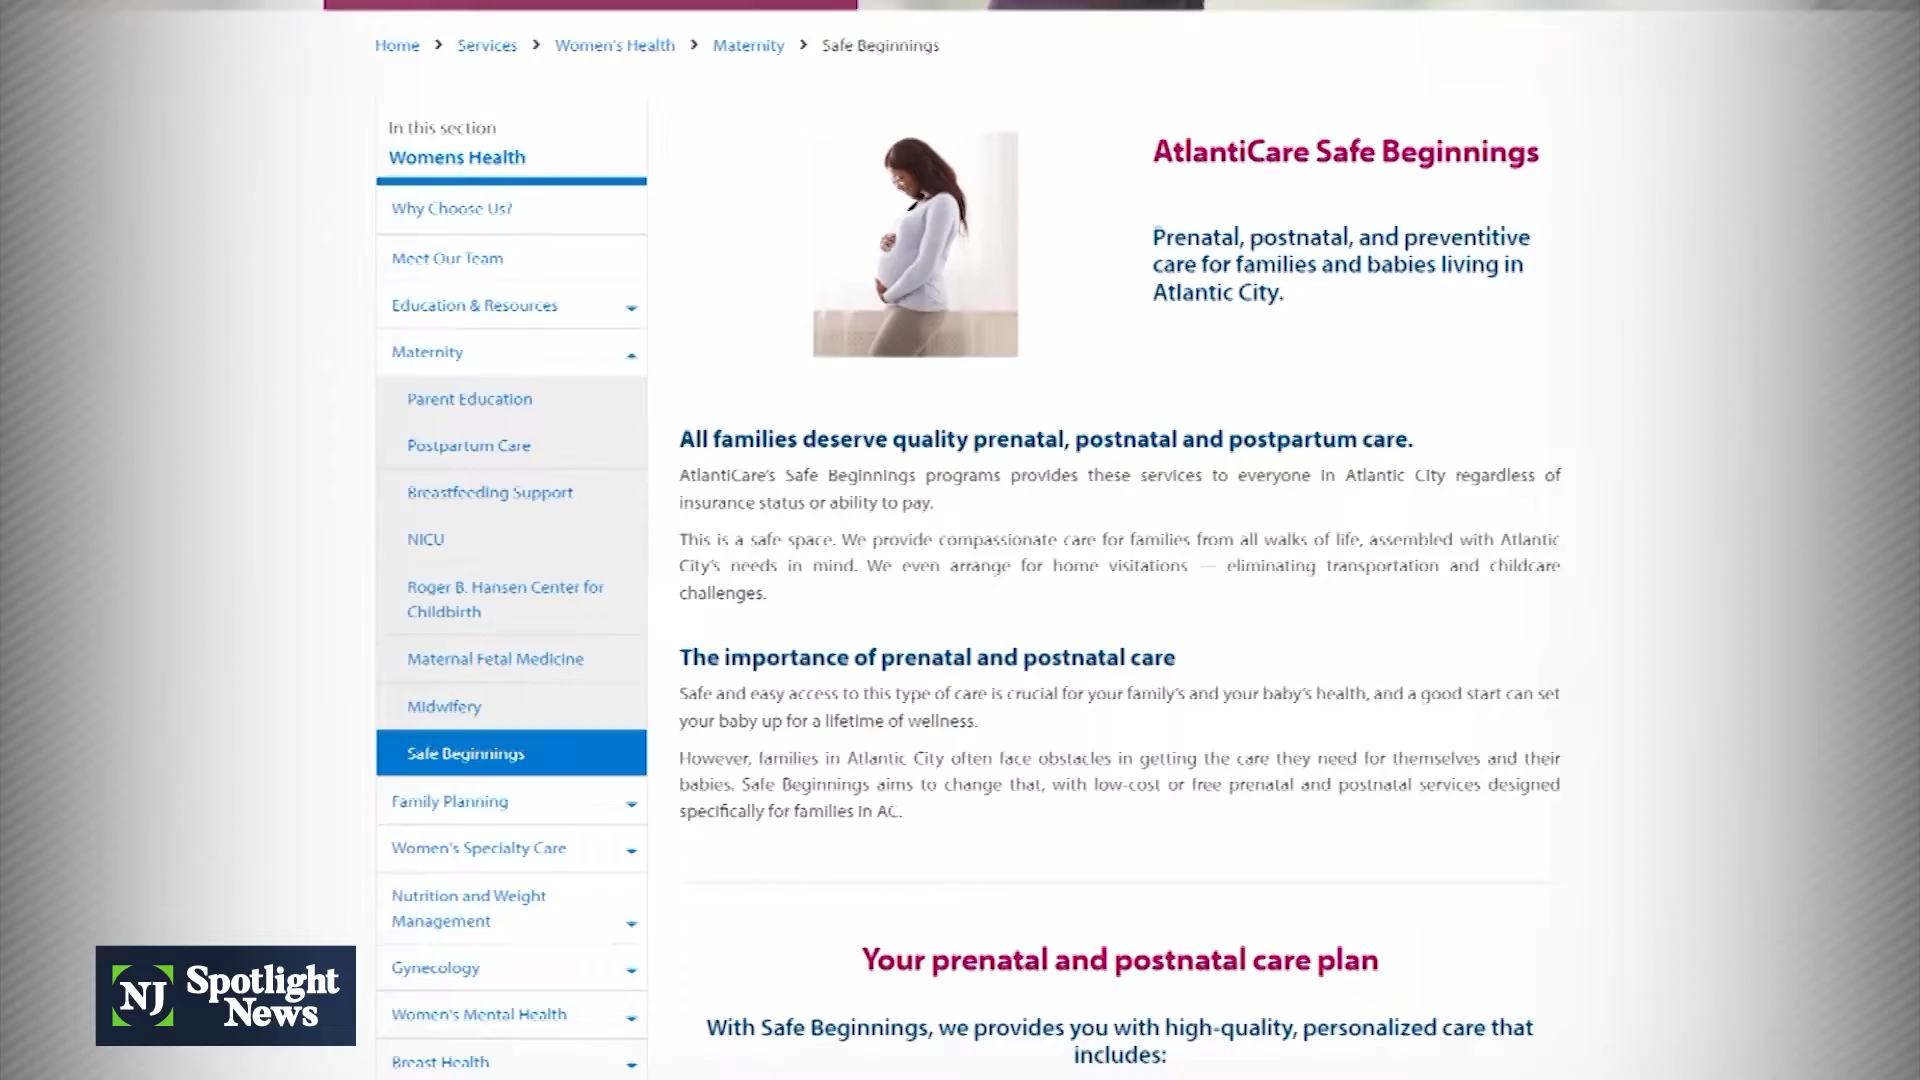 Home > Services > Women's Health > Maternity > Safe Beginnings
In this section
Womens Health
Why Choose Us?
Meet Our Team
Education & Resources
Maternity
Parent Education
Postpartum Care
Breastfeeding Support
NICU
Roger B. Hansen Center for
Childbirth
Maternal Fetal Medicine
Midwifery
Safe Beginnings
Family Planning
Women's Specialty Care
Nutrition and Weight
Management
Gynecology
Women's Mental Health
Breast Health
AtlantiCare Safe Beginnings
Prenatal, postnatal, and preventitive
care for families and babies living in
Atlantic City.
All families deserve quality prenatal, postnatal and postpartum care.
AtlantiCare's Safe Beginnings programs provides these services to everyone in Atlantic City regardless of
insurance status or ability to pay.
This is a safe space. We provide compassionate care for families from all walks of life, assembled with Atlantic
City's needs in mind. We even arrange for home visitations — eliminating transportation and childcare
challenges.
The importance of prenatal and postnatal care
Safe and easy access to this type of care is crucial for your family's and your baby's health, and a good start can set
your baby up for a lifetime of wellness.
However, families in Atlantic City often face obstacles in getting the care they need for themselves and their
babies. Safe Beginnings aims to change that, with low-cost or free prenatal and postnatal services designed
specifically for families in AC.
Your prenatal and postnatal care plan
With Safe Beginnings, we provide you with high-quality, personalized care that
includes:
NJ Spotlight
News